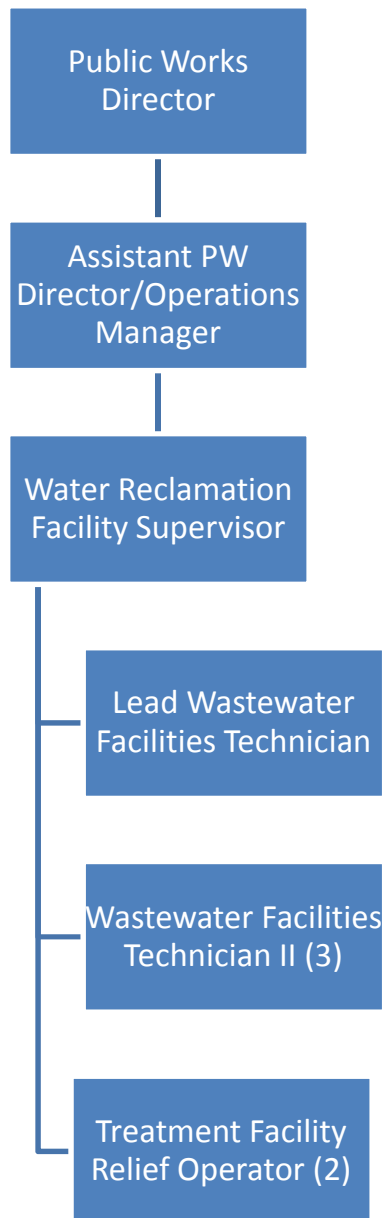 Public Works
Director
Assistant PW
Director/Operations
Manager
Water Reclamation
Facility Supervisor
Lead Wastewater
Facilities Technician
Wastewater Facilities
Technician II (3)
Treatment Facility
Relief Operator (2)